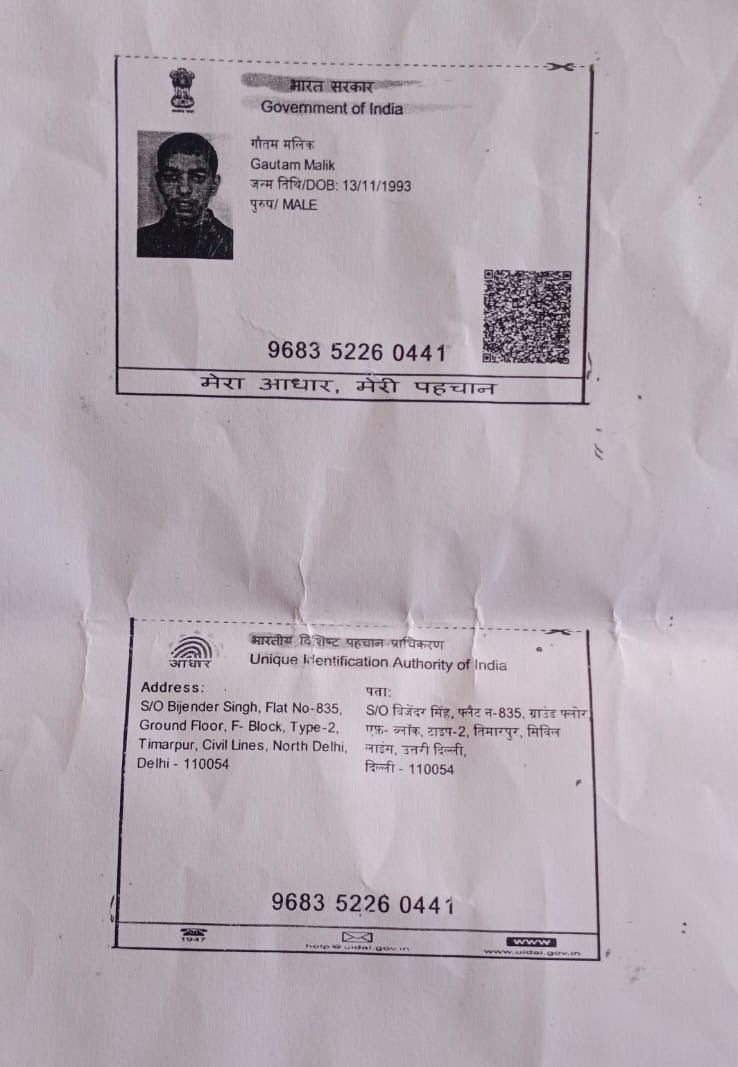 भारत सरकार
Government of India
गौतम मलिक
Gautam Malik
जन्म तिथि/DOB: 13/11/1993
पुरुष/ MALE
9683 5226 0441
मेरा आधार, मेरी पहचान
भारतीय विशिष्ट पहचान प्राधिकरण
Unique Identification Authority of India
आधार
Address:
S/O Bijender Singh, Flat No-835,
Ground Floor, F- Block, Type-2,
Timarpur, Civil Lines, North Delhi,
Delhi - 110054
पता:
S/O बिजेंदर सिंह, फ्लैट न-835, ग्राउंड फ्लोर
एफ़- ब्लॉक, टाइप-2, तिमारपुर, सिविल
लाइंस, उत्तरी दिल्ली,
दिल्ली - 110054
9683 5226 0441
1947
help@uidai.gov.in
www
www.uidai.gov.in